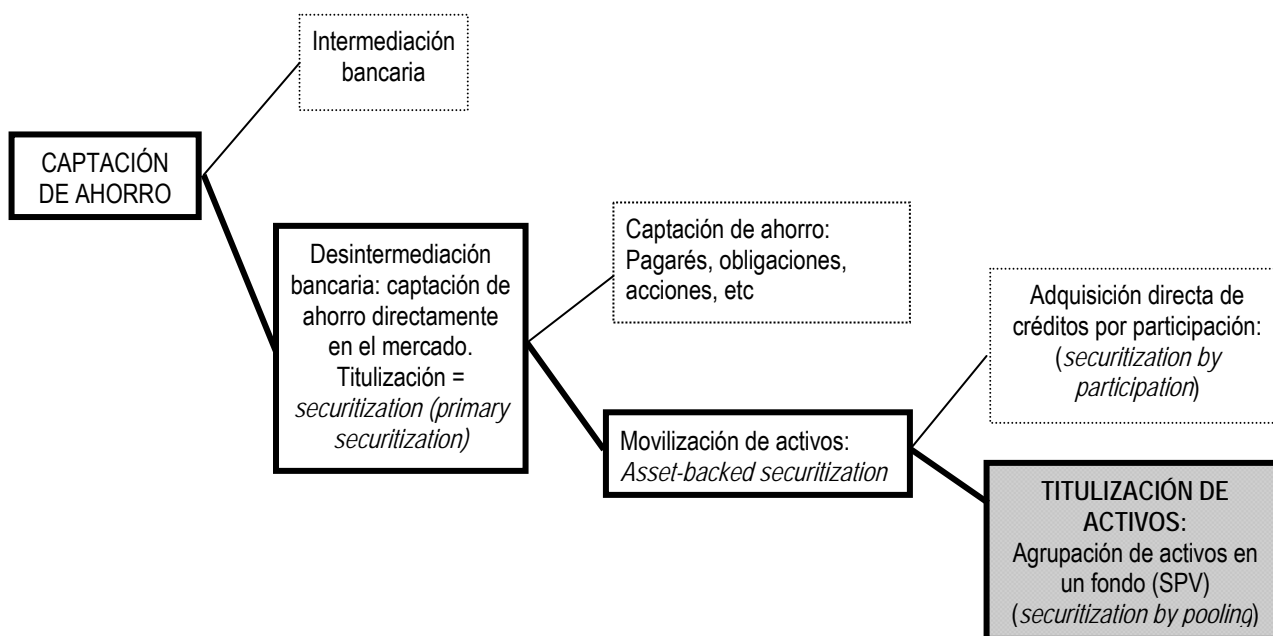 Intermediación
bancaria
CAPTACIÓN
DE AHORRO
Desintermediación
bancaria: captación de
ahorro directamente
en el mercado.
Titulización =
securitization (primary
securitization)
Captación de ahorro:
Pagarés, obligaciones,
acciones, etc
Movilización de activos:
Asset-backed securitization
Adquisición directa de
créditos por participación:
(securitization by
participation)
TITULIZACIÓN DE
ACTIVOS:
Agrupación de activos en
un fondo (SPV)
(securitization by pooling)